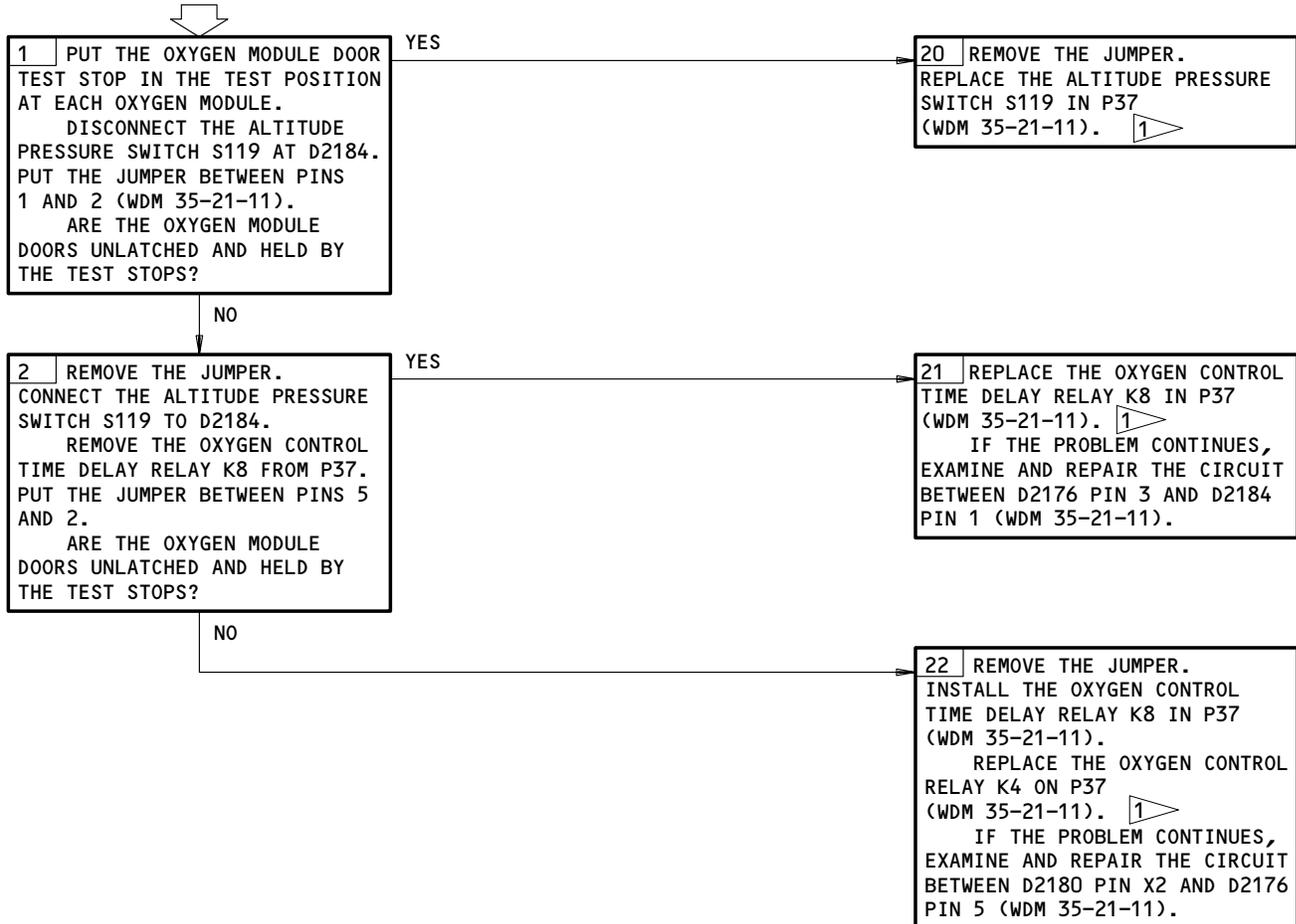 1 PUT THE OXYGEN MODULE DOOR
TEST STOP IN THE TEST POSITION
AT EACH OXYGEN MODULE.
DISCONNECT THE ALTITUDE
PRESSURE SWITCH S119 AT D2184.
PUT THE JUMPER BETWEEN PINS
1 AND 2 (WDM 35-21-11).
ARE THE OXYGEN MODULE
DOORS UNLATCHED AND HELD BY
THE TEST STOPS?
YES
20 REMOVE THE JUMPER.
REPLACE THE ALTITUDE PRESSURE
SWITCH S119 IN P37
(WDM 35-21-11). 1
NO
2 REMOVE THE JUMPER.
CONNECT THE ALTITUDE PRESSURE
SWITCH S119 TO D2184.
REMOVE THE OXYGEN CONTROL
TIME DELAY RELAY K8 FROM P37.
PUT THE JUMPER BETWEEN PINS 5
AND 2.
ARE THE OXYGEN MODULE
DOORS UNLATCHED AND HELD BY
THE TEST STOPS?
YES
21 REPLACE THE OXYGEN CONTROL
TIME DELAY RELAY K8 IN P37
(WDM 35-21-11). 1
IF THE PROBLEM CONTINUES,
EXAMINE AND REPAIR THE CIRCUIT
BETWEEN D2176 PIN 3 AND D2184
PIN 1 (WDM 35-21-11).
NO
22 REMOVE THE JUMPER.
INSTALL THE OXYGEN CONTROL
TIME DELAY RELAY K8 IN P37
(WDM 35-21-11).
REPLACE THE OXYGEN CONTROL
RELAY K4 ON P37
(WDM 35-21-11). 1
IF THE PROBLEM CONTINUES,
EXAMINE AND REPAIR THE CIRCUIT
BETWEEN D2180 PIN X2 AND D2176
PIN 5 (WDM 35-21-11).